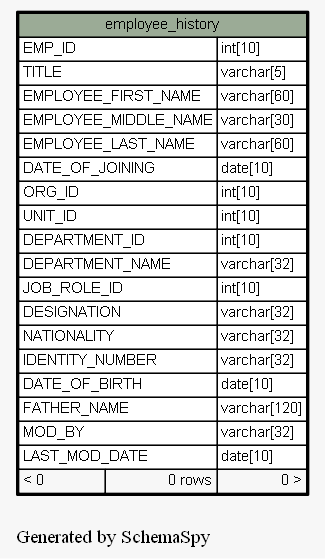 employee_history
EMP_ID int[10]
TITLE varchar[5]
EMPLOYEE_FIRST_NAME varchar[60]
EMPLOYEE_MIDDLE_NAME varchar[30]
EMPLOYEE_LAST_NAME varchar[60]
DATE_OF_JOINING date[10]
ORG_ID int[10]
UNIT_ID int[10]
DEPARTMENT_ID int[10]
DEPARTMENT_NAME varchar[32]
JOB_ROLE_ID int[10]
DESIGNATION varchar[32]
NATIONALITY varchar[32]
IDENTITY_NUMBER varchar[32]
DATE_OF_BIRTH date[10]
FATHER_NAME varchar[120]
MOD_BY varchar[32]
LAST_MOD_DATE date[10]
< 0 0 rows 0 >
Generated by SchemaSpy